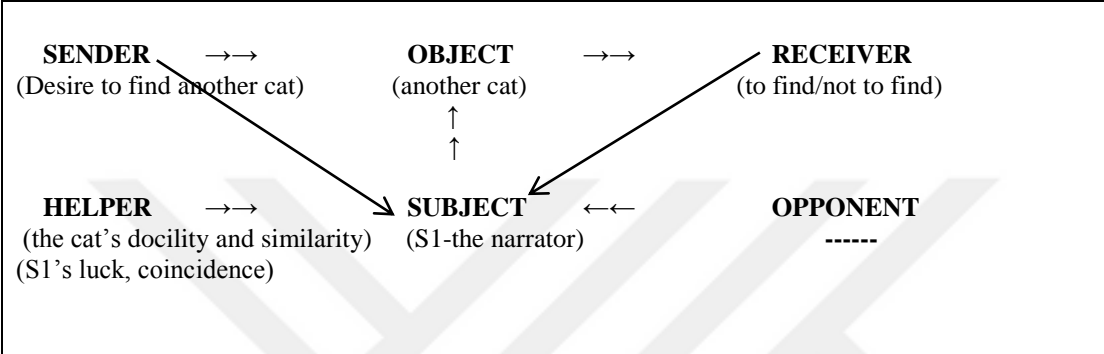 SENDER →→ OBJECT →→ RECEIVER
(Desire to find another cat) (another cat) (to find/not to find)
↑
↑
HELPER →→ SUBJECT ←← OPPONENT
(the cat’s docility and similarity) (S1-the narrator) ------
(S1’s luck, coincidence)